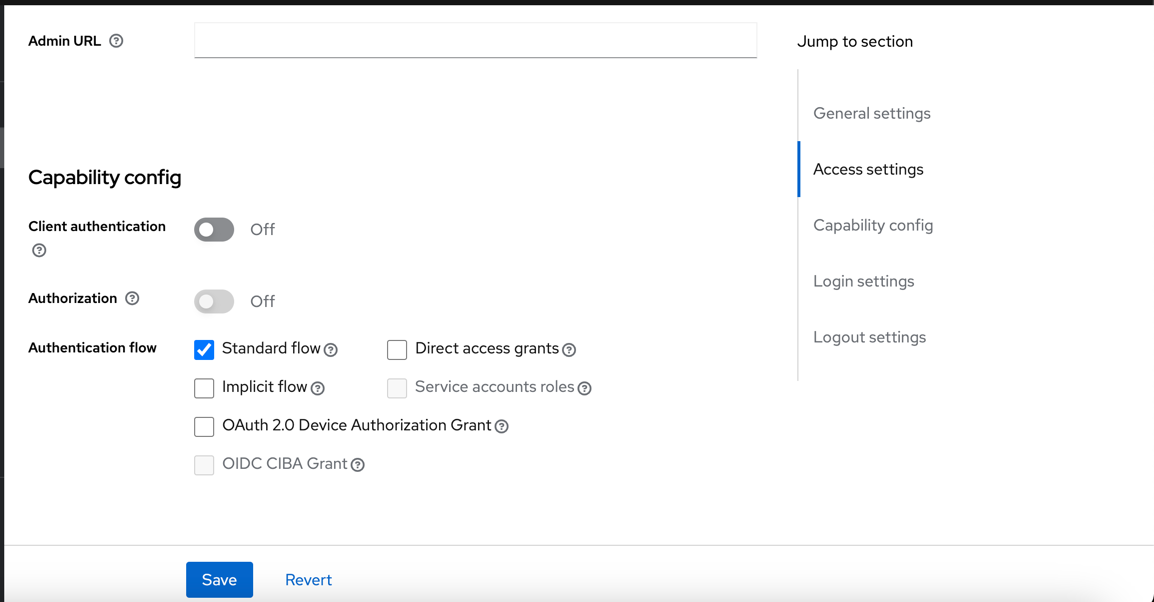 Admin URL
Jump to section
General settings
Access settings
Capability config
Login settings
Logout settings
Capability config
Client authentication
Off
Authorization
Off
Authentication flow
Standard flow
Direct access grants
Implicit flow
Service accounts roles
OAuth 2.0 Device Authorization Grant
OIDC CIBA Grant
Save
Revert